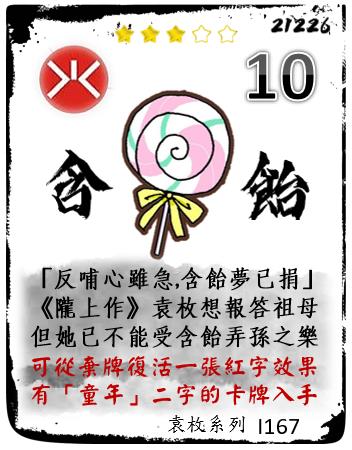 21226
10
含 飴
「反哺心雖急,含飴夢已捐」
《隴上作》袁枚想報答祖母
但她已不能受含飴弄孫之樂
可從棄牌復活一張紅字效果
有「童年」二字的卡牌入手
袁枚系列 I167